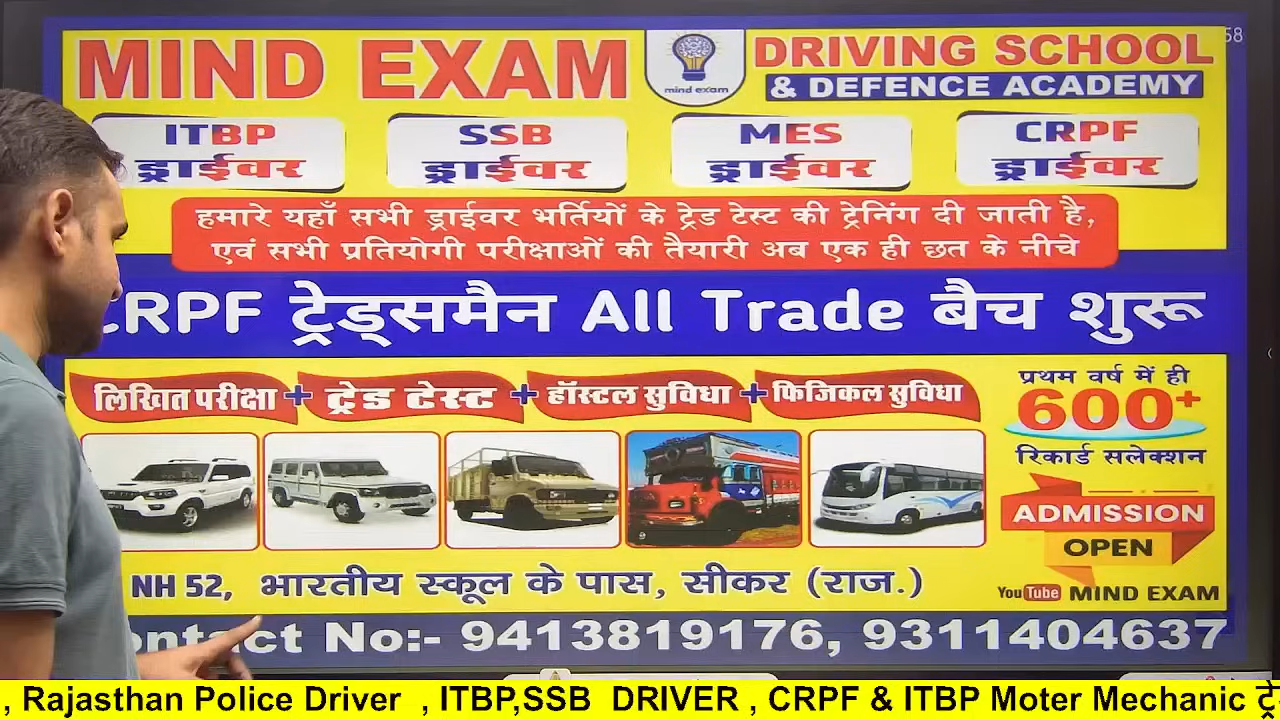 MIND EXAM
mind exam
DRIVING SCHOOL
& DEFENCE ACADEMY
58
ITBP
ड्राईवर
SSB
ड्राईवर
MES
ड्राईवर
CRPF
ड्राईवर
हमारे यहाँ सभी ड्राईवर भर्तियों के ट्रेड टेस्ट की ट्रेनिंग दी जाती है,
एवं सभी प्रतियोगी परीक्षाओं की तैयारी अब एक ही छत के नीचे
CRPF ट्रेड्समैन All Trade बैच शुरू
लिखित परीक्षा + ट्रेड टेस्ट + हॉस्टल सुविधा + फिजिकल सुविधा
प्रथम वर्ष में ही
600+
रिकार्ड सलेक्शन
ADMISSION
OPEN
NH 52, भारतीय स्कूल के पास, सीकर (राज.)
YouTube MIND EXAM
Contact No:- 9413819176, 9311404637
, Rajasthan Police Driver , ITBP,SSB DRIVER , CRPF & ITBP Moter Mechanic